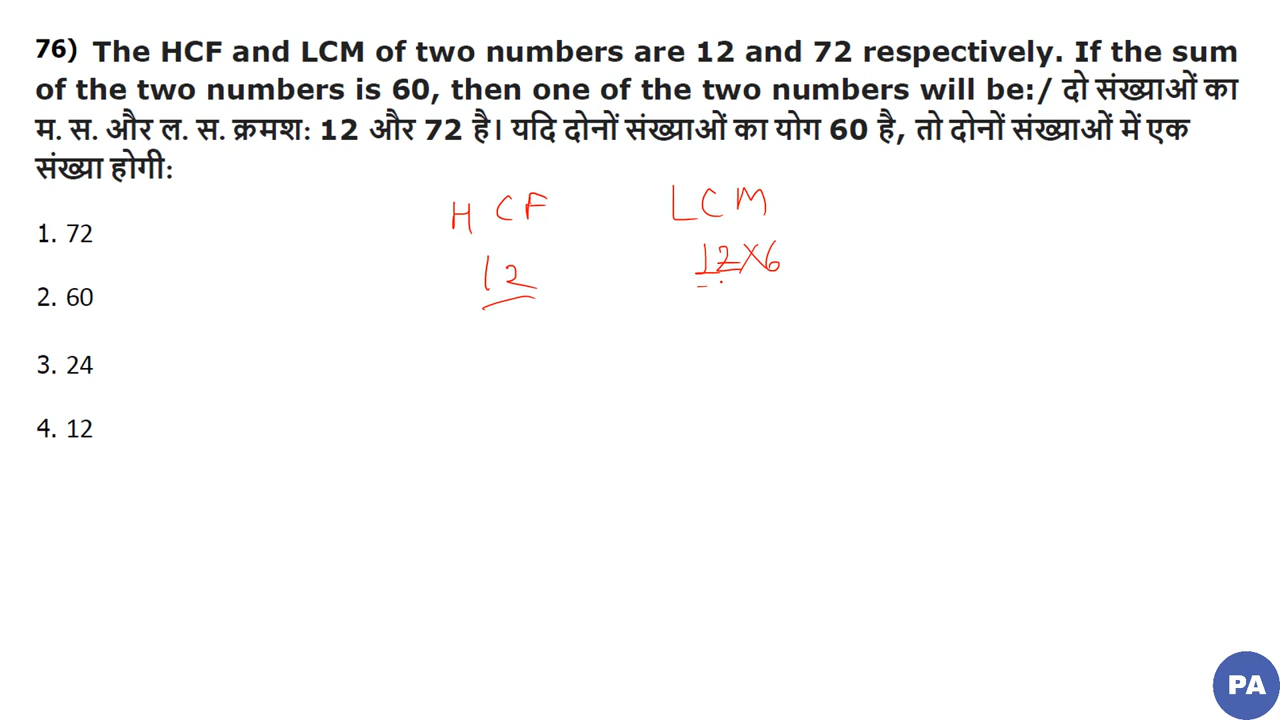 76) The HCF and LCM of two numbers are 12 and 72 respectively. If the sum
of the two numbers is 60, then one of the two numbers will be:/ दो संख्याओं का
म. स. और ल. स. क्रमश: 12 और 72 है। यदि दोनों संख्याओं का योग 60 है, तो दोनों संख्याओं में एक
संख्या होगी:
HCF LCM
12 12×6
1. 72
2. 60
3. 24
4. 12
PA